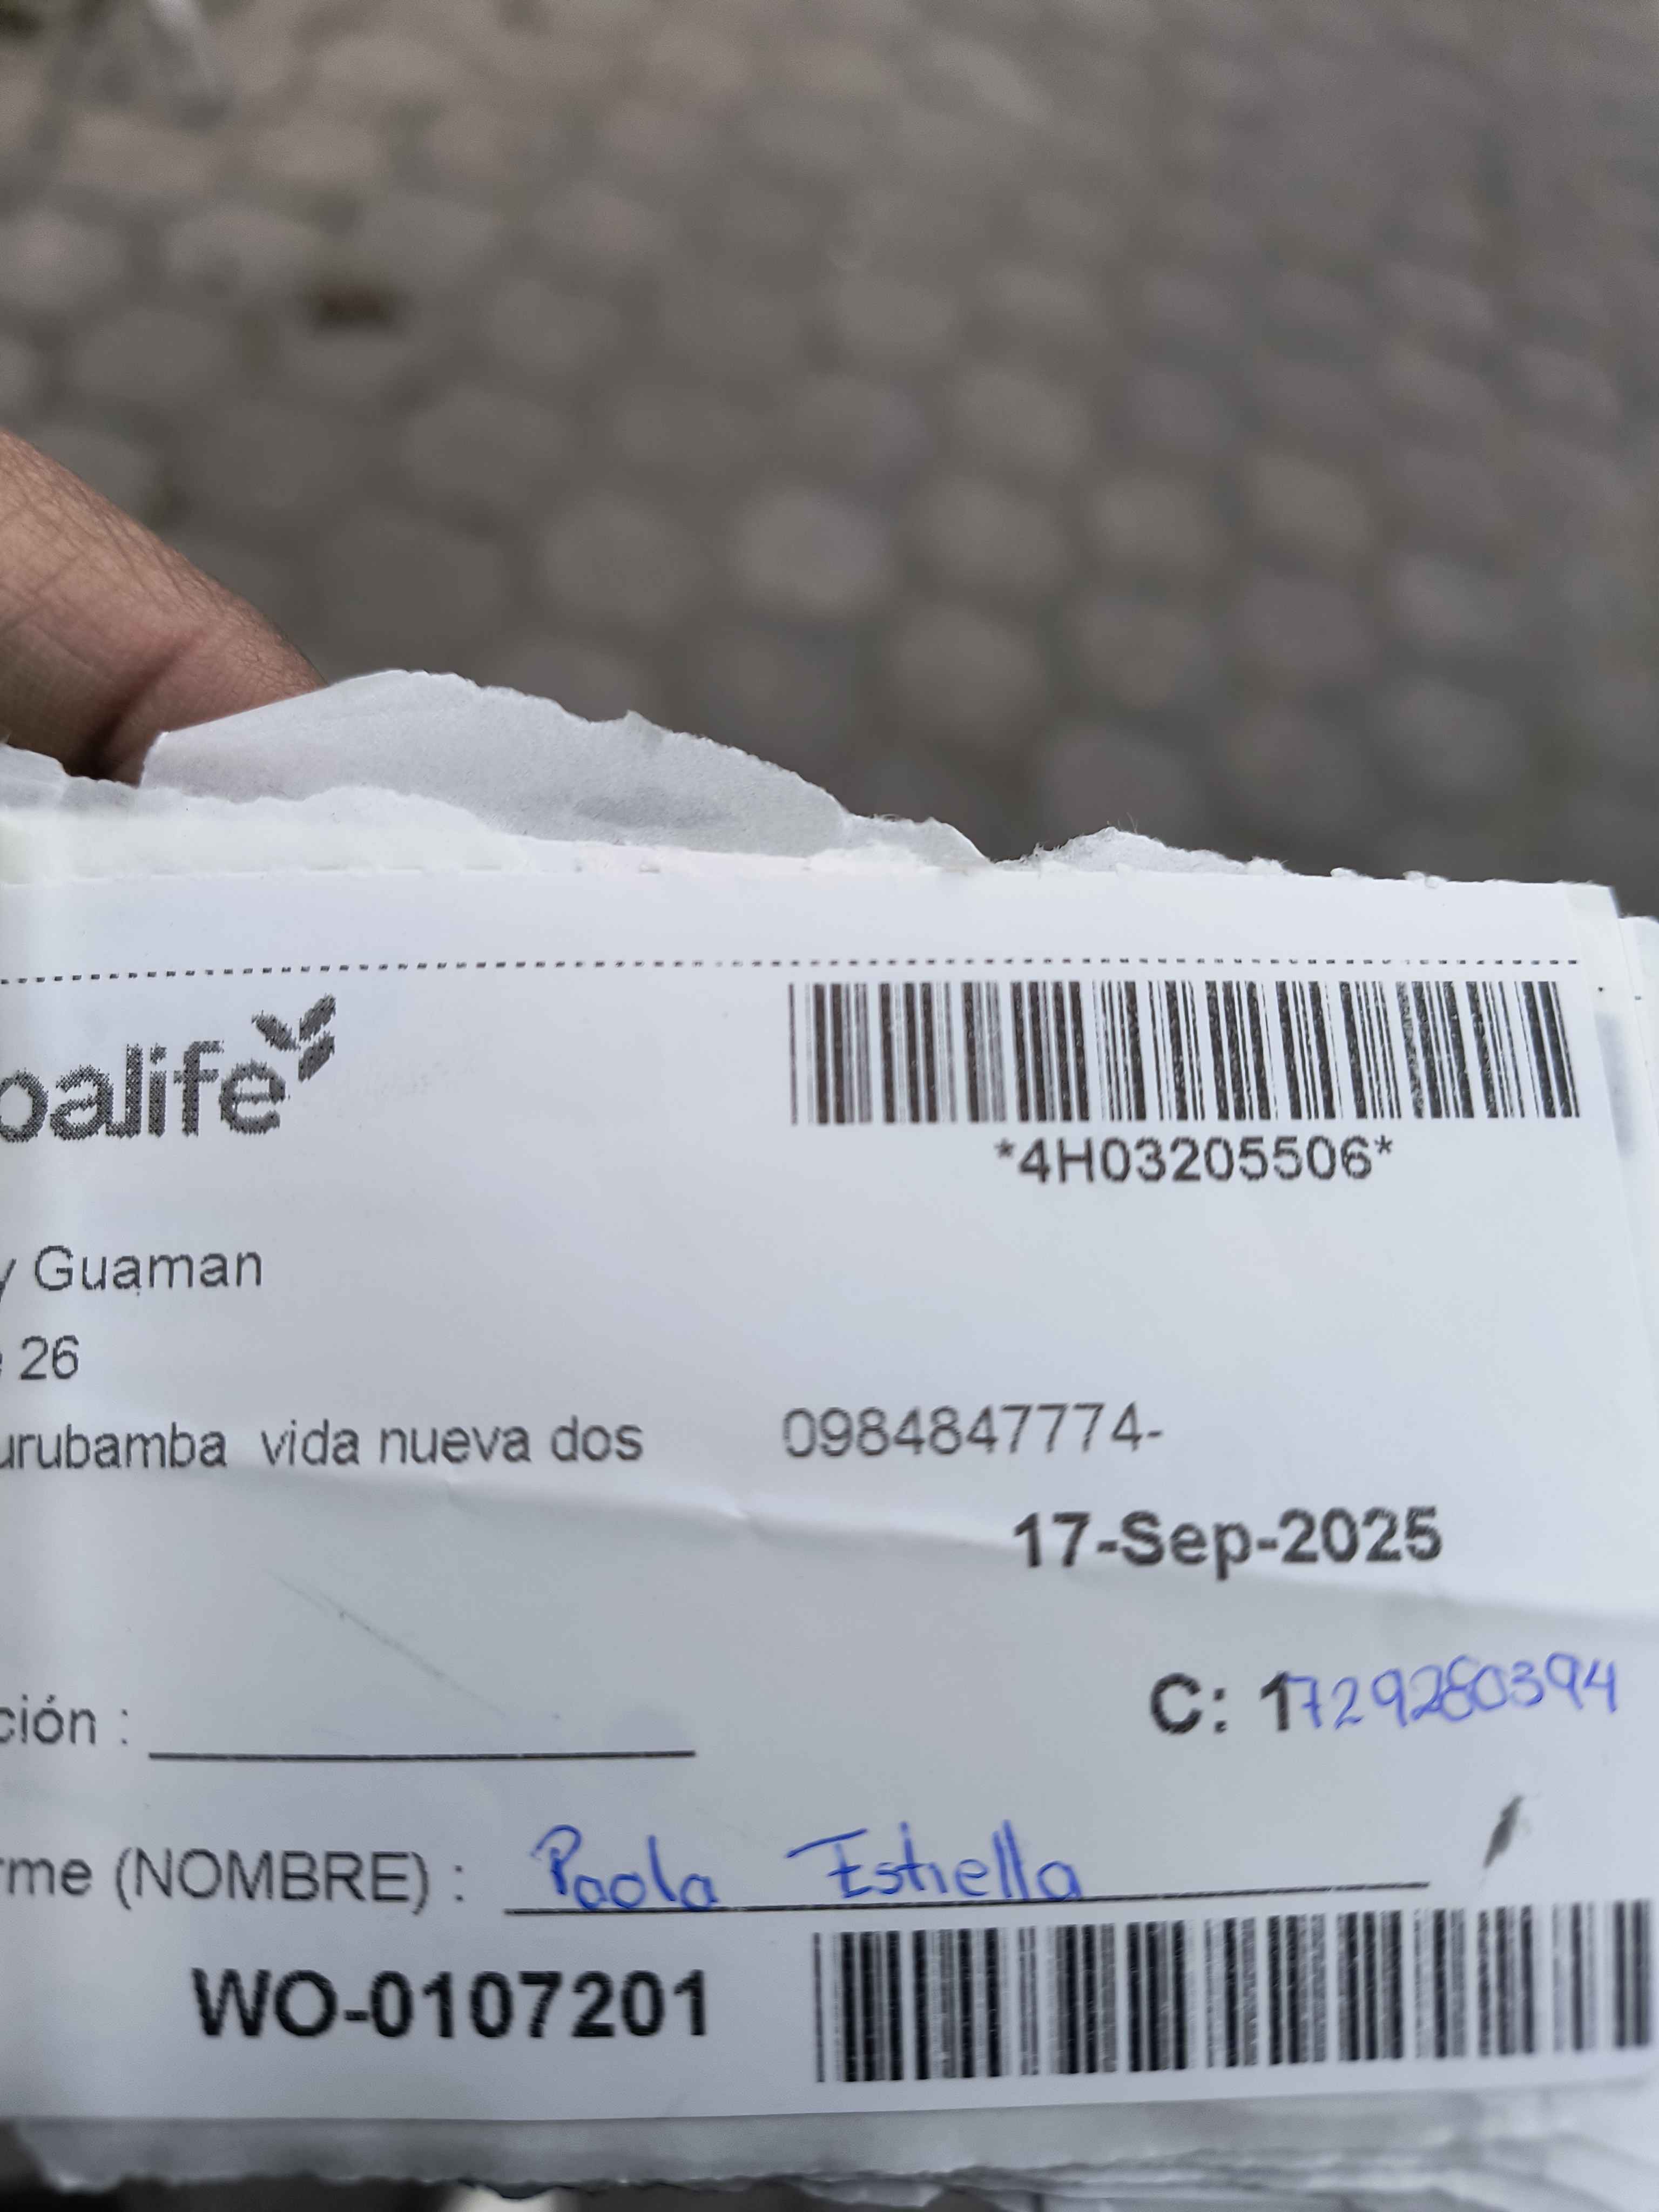 balife
*4H03205506*
y Guaman
e 26
urubamba vida nueva dos 0984847774-
17-Sep-2025
ción : C: 1729280394
rme (NOMBRE) : Paola Estrella
WO-0107201